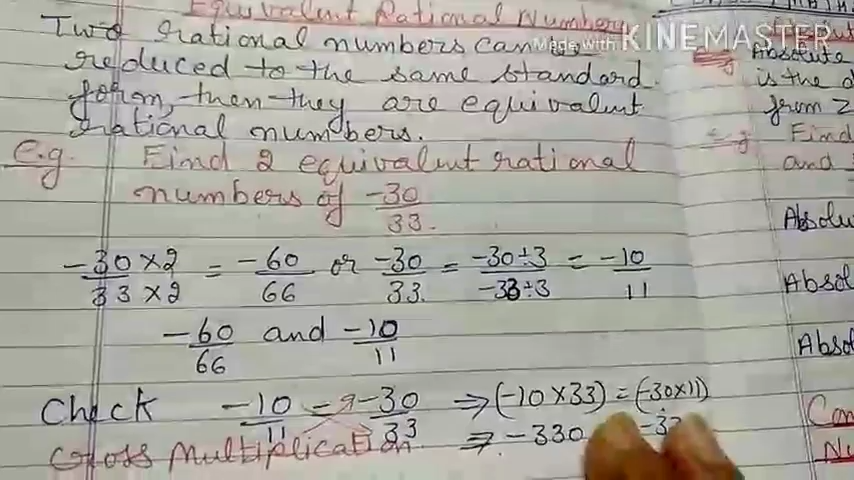 Equivalent Rational Numbers
Two rational numbers can be
Made with KINEMASTER
reduced to the same standard
form, then they are equivalent
rational numbers.
e.g. Find 2 equivalent rational
numbers of -30/33.
-30×2/33×2 = -60/66 or -30/33. = -30÷3/-33÷3 = -10/11
-60/66 and -10/11
Check -10/11 = ? -30/33 ⇒ (-10×33) = (-30×11)
Cross Multiplication ⇒ -330
Absolute
is the
from
e.g
Find
and
Absolu
Absol
Absol